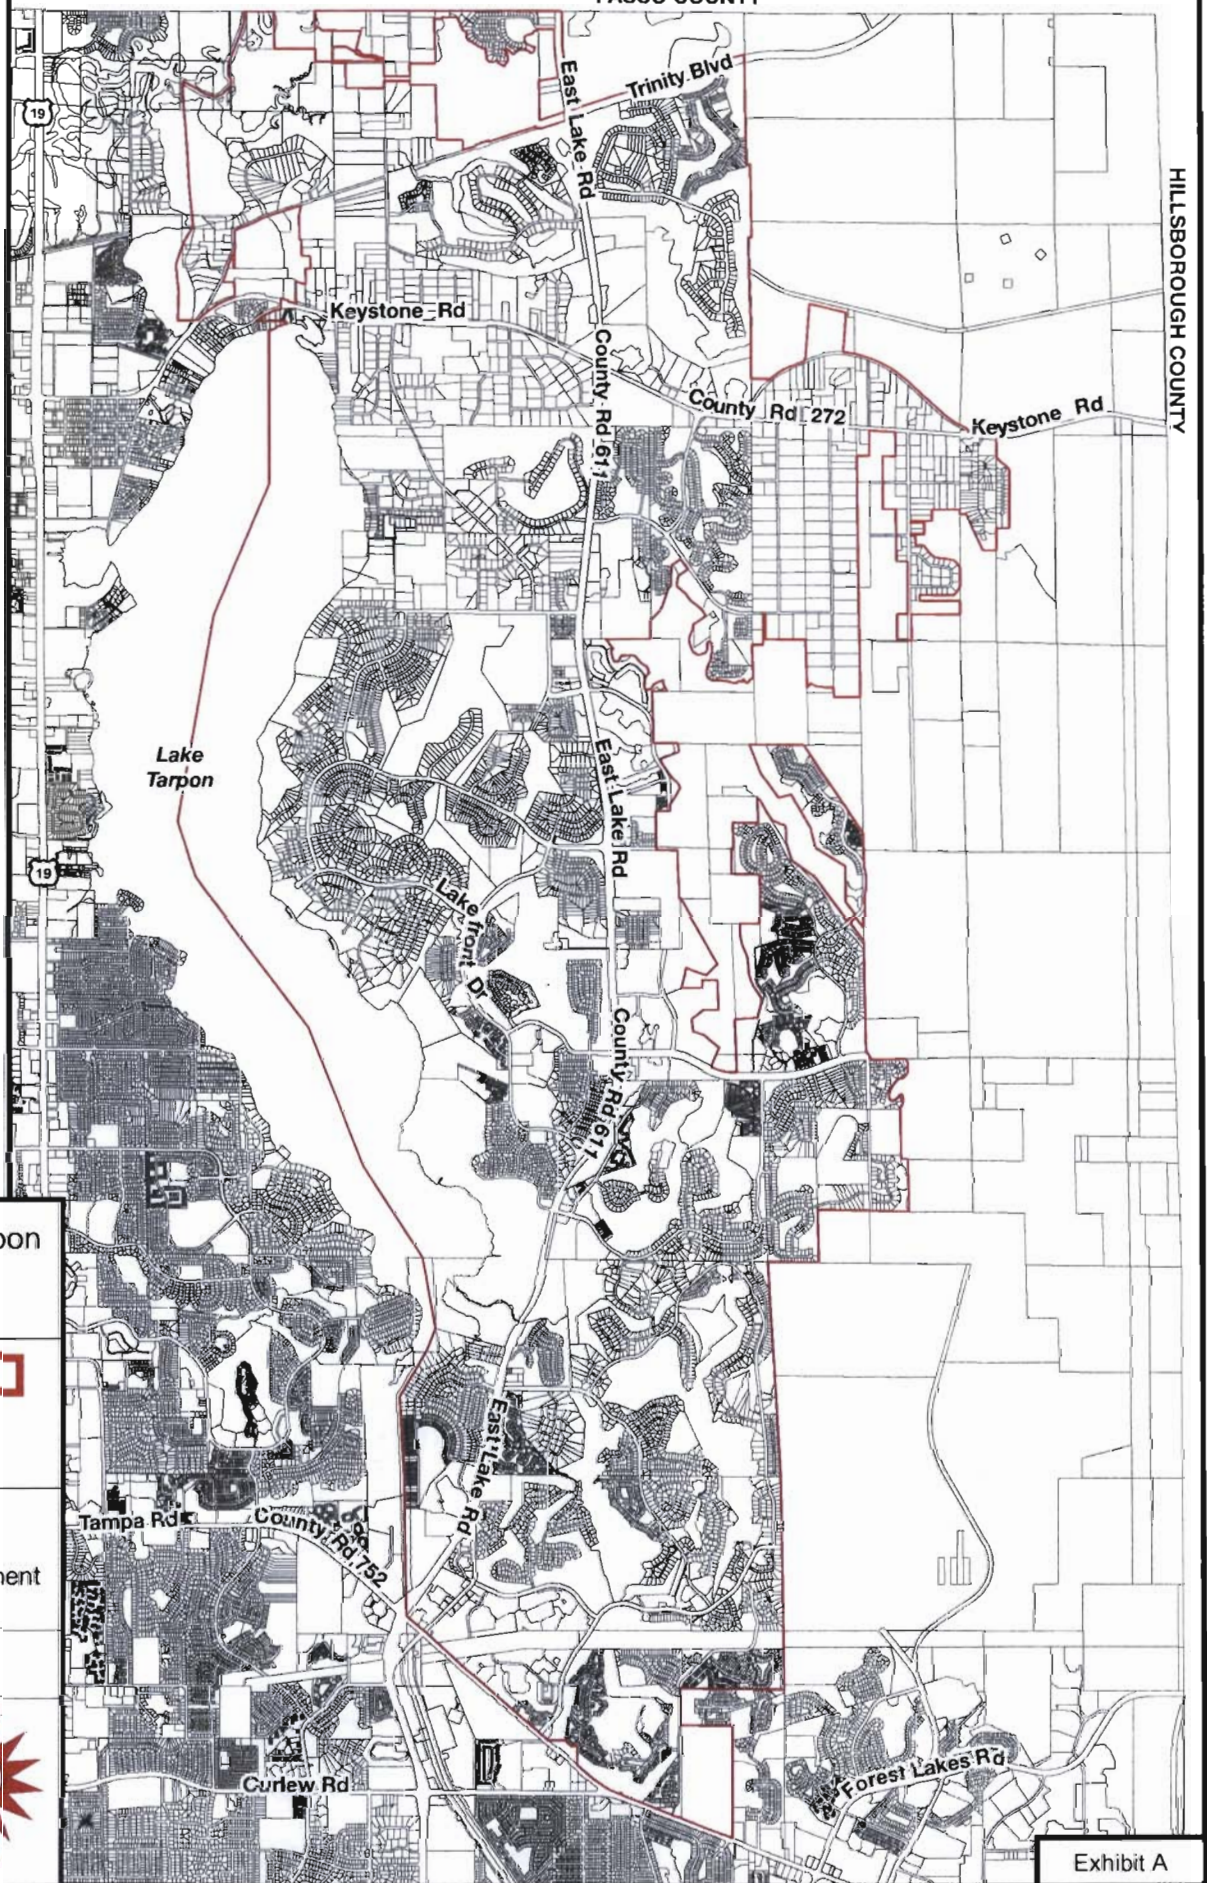 PASCO COUNTY
Trinity Blvd
East Lake Rd
19
HILLSBOROUGH COUNTY
Keystone Rd
County Rd 611
County Rd 272
Keystone Rd
Lake
Tarpon
East Lake Rd
19
Lake front Dr
County Rd 611
East Lake Rd
Tampa Rd
County Rd 752
Curlew Rd
Forest Lakes Rd
Exhibit A